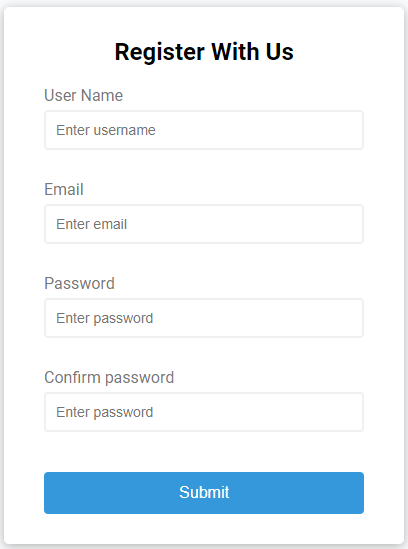 Register With Us
User Name
Enter username
Email
Enter email
Password
Enter password
Confirm password
Enter password
Submit